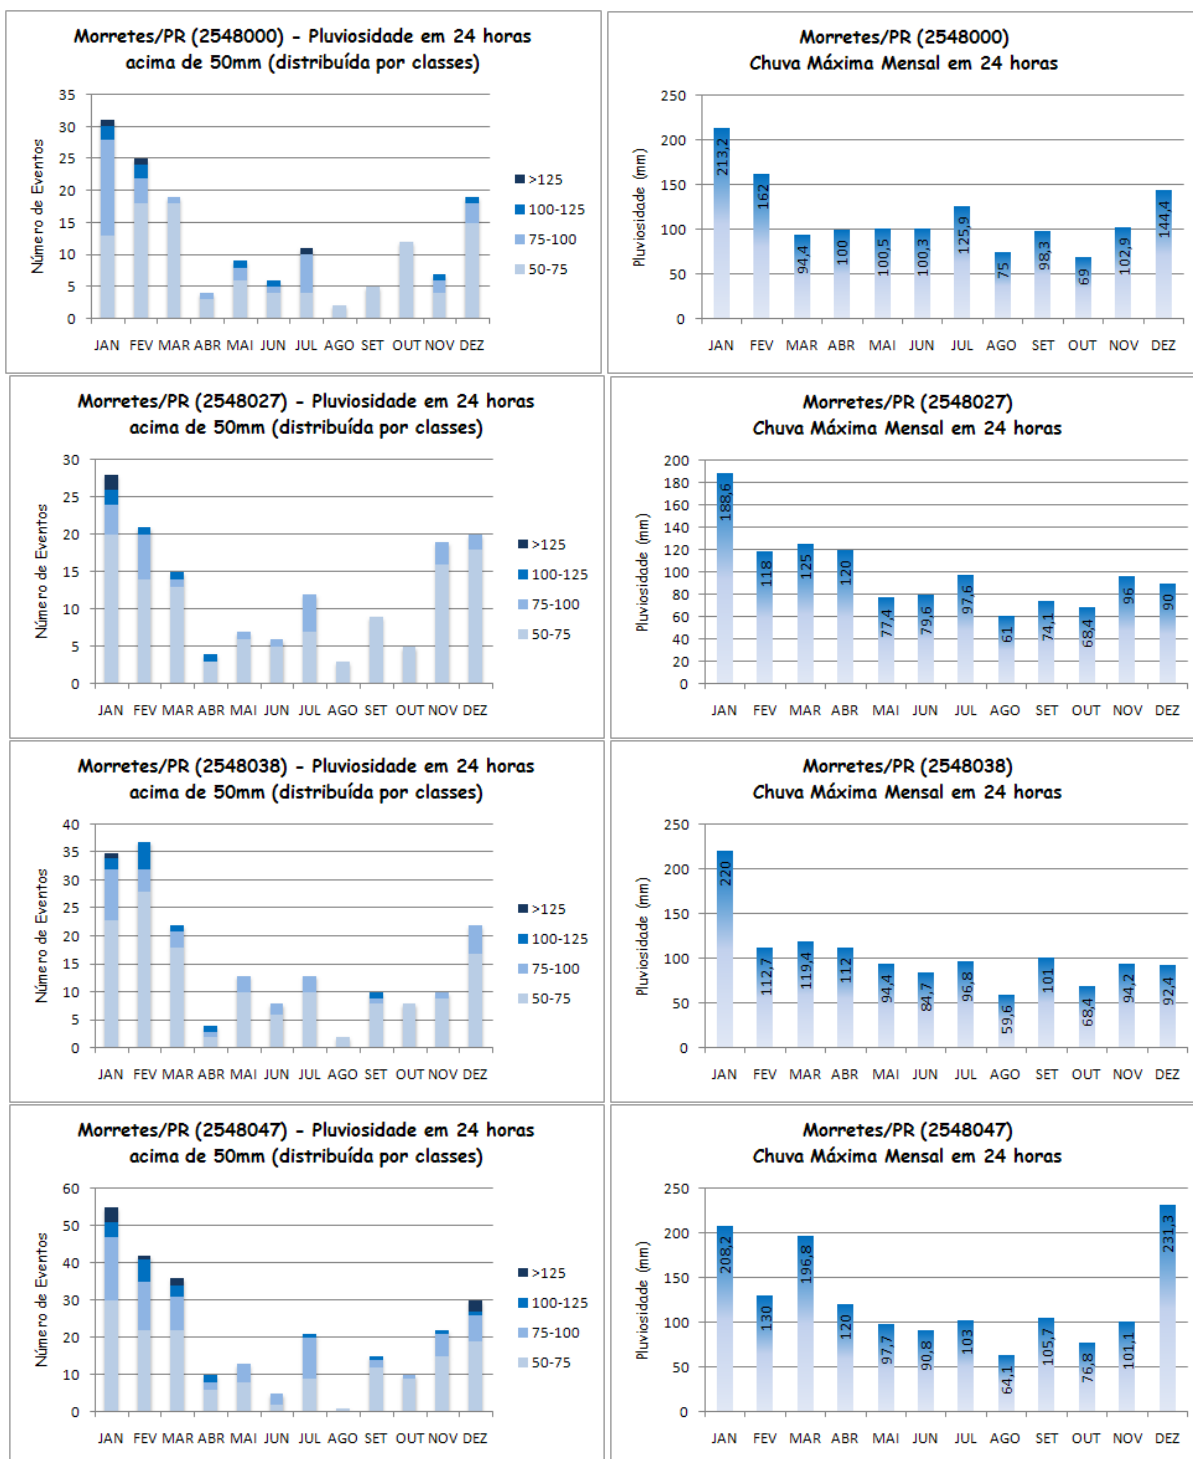 Morretes/PR (2548000) - Pluviosidade em 24 horas
acima de 50mm (distribuída por classes)
Número de Eventos
35
30
25
20
15
10
5
0
JAN FEV MAR ABR MAI JUN JUL AGO SET OUT NOV DEZ
>125
100-125
75-100
50-75
Morretes/PR (2548000)
Chuva Máxima Mensal em 24 horas
Pluviosidade (mm)
250
200
150
100
50
0
213,2 162 94,4 100 100,5 100,3 125,9 75 98,3 69 102,9 144,4
JAN FEV MAR ABR MAI JUN JUL AGO SET OUT NOV DEZ
Morretes/PR (2548027) - Pluviosidade em 24 horas
acima de 50mm (distribuída por classes)
Número de Eventos
30
25
20
15
10
5
0
JAN FEV MAR ABR MAI JUN JUL AGO SET OUT NOV DEZ
>125
100-125
75-100
50-75
Morretes/PR (2548027)
Chuva Máxima Mensal em 24 horas
Pluviosidade (mm)
200
180
160
140
120
100
80
60
40
20
0
188,6 118 125 120 77,4 79,6 97,6 61 74,1 68,4 96 90
JAN FEV MAR ABR MAI JUN JUL AGO SET OUT NOV DEZ
Morretes/PR (2548038) - Pluviosidade em 24 horas
acima de 50mm (distribuída por classes)
Número de Eventos
40
35
30
25
20
15
10
5
0
JAN FEV MAR ABR MAI JUN JUL AGO SET OUT NOV DEZ
>125
100-125
75-100
50-75
Morretes/PR (2548038)
Chuva Máxima Mensal em 24 horas
Pluviosidade (mm)
250
200
150
100
50
0
220 112,7 119,4 112 94,4 84,7 96,8 59,6 101 68,4 94,2 92,4
JAN FEV MAR ABR MAI JUN JUL AGO SET OUT NOV DEZ
Morretes/PR (2548047) - Pluviosidade em 24 horas
acima de 50mm (distribuída por classes)
Número de Eventos
60
50
40
30
20
10
0
JAN FEV MAR ABR MAI JUN JUL AGO SET OUT NOV DEZ
>125
100-125
75-100
50-75
Morretes/PR (2548047)
Chuva Máxima Mensal em 24 horas
Pluviosidade (mm)
250
200
150
100
50
0
208,2 130 196,8 120 97,7 90,8 103 64,1 105,7 76,8 101,1 231,3
JAN FEV MAR ABR MAI JUN JUL AGO SET OUT NOV DEZ